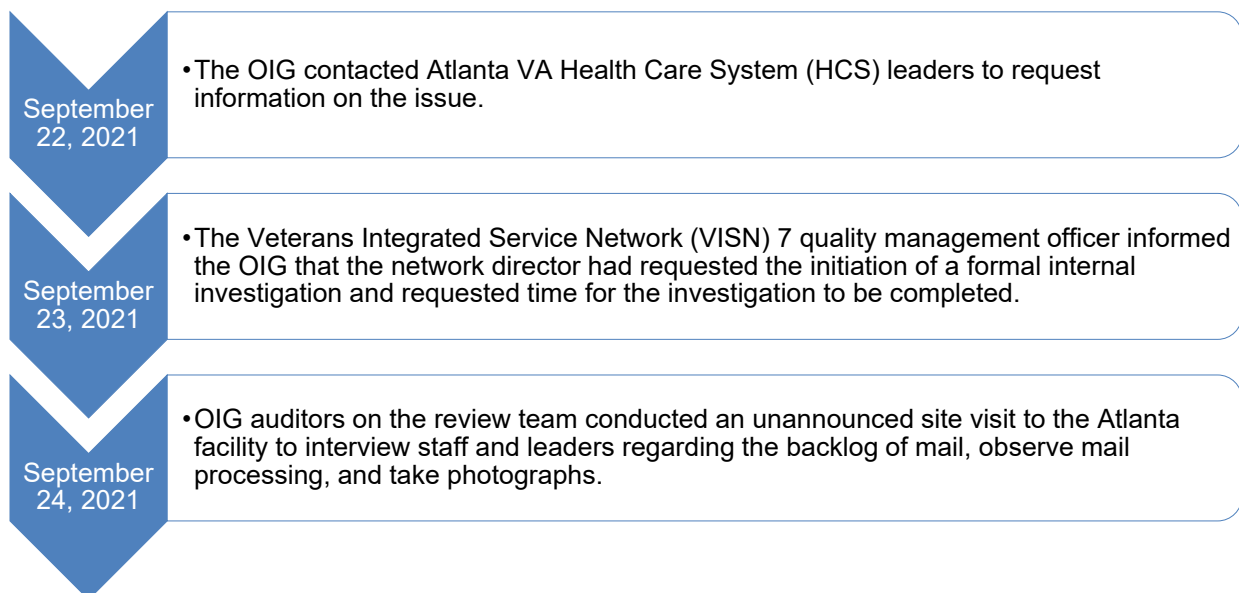 September
22, 2021
•The OIG contacted Atlanta VA Health Care System (HCS) leaders to request
information on the issue.
September
23, 2021
•The Veterans Integrated Service Network (VISN) 7 quality management officer informed
the OIG that the network director had requested the initiation of a formal internal
investigation and requested time for the investigation to be completed.
September
24, 2021
•OIG auditors on the review team conducted an unannounced site visit to the Atlanta
facility to interview staff and leaders regarding the backlog of mail, observe mail
processing, and take photographs.